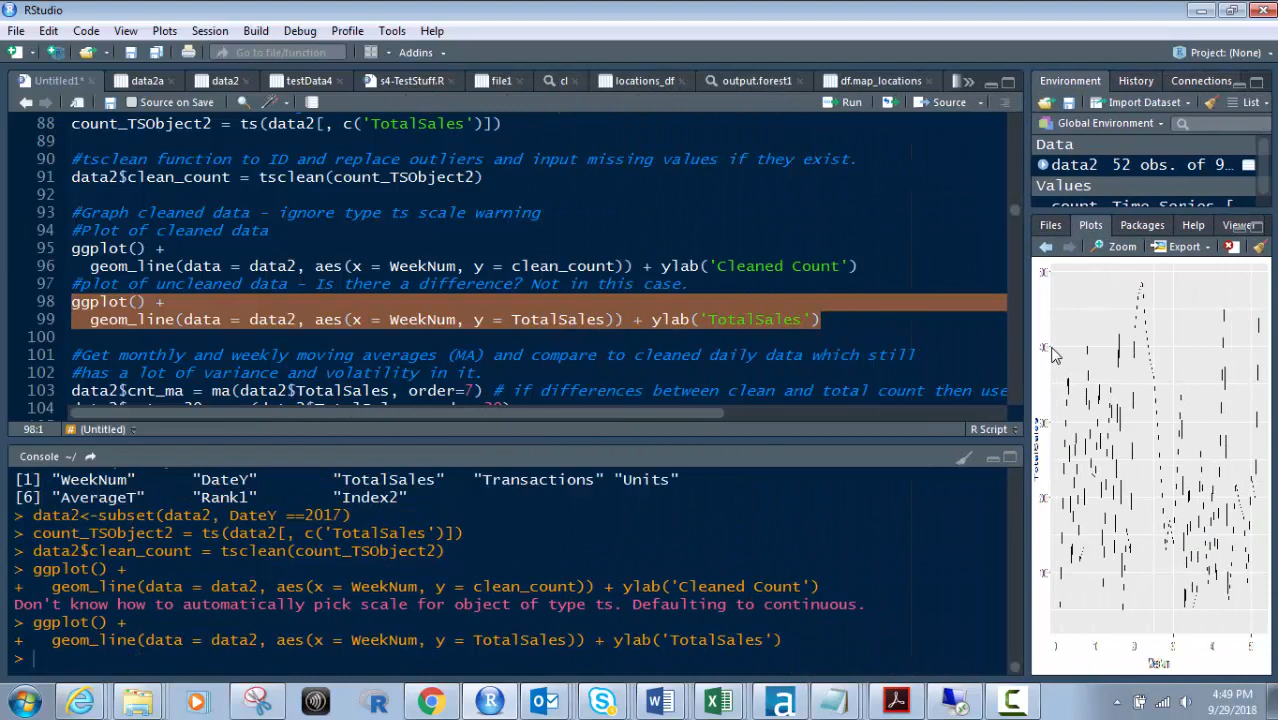 RStudio
File Edit Code View Plots Session Build Debug Profile Tools Help
Go to file/function Addins Project: (None)
Untitled1* data2a data2 testData4 s4-TestStuff.R file1 cl locations_df output.forest1 df.map_locations
Source on Save Run Source
88 count_TSObject2 = ts(data2[, c('TotalSales')])
89
90 #tsclean function to ID and replace outliers and input missing values if they exist.
91 data2$clean_count = tsclean(count_TSObject2)
92
93 #Graph cleaned data - ignore type ts scale warning
94 #Plot of cleaned data
95 ggplot() +
96 geom_line(data = data2, aes(x = WeekNum, y = clean_count)) + ylab('Cleaned Count')
97 #plot of uncleaned data - Is there a difference? Not in this case.
98 ggplot() +
99 geom_line(data = data2, aes(x = WeekNum, y = TotalSales)) + ylab('TotalSales')
100
101 #Get monthly and weekly moving averages (MA) and compare to cleaned daily data which still
102 #has a lot of variance and volatility in it.
103 data2$cnt_ma = ma(data2$TotalSales, order=7) # if differences between clean and total count then use
104
98:1 (Untitled) R Script
Console ~/
[1] "WeekNum" "DateY" "TotalSales" "Transactions" "Units"
[6] "AverageT" "Rank1" "Index2"
> data2<-subset(data2, DateY ==2017)
> count_TSObject2 = ts(data2[, c('TotalSales')])
> data2$clean_count = tsclean(count_TSObject2)
> ggplot() +
+ geom_line(data = data2, aes(x = WeekNum, y = clean_count)) + ylab('Cleaned Count')
Don't know how to automatically pick scale for object of type ts. Defaulting to continuous.
> ggplot() +
+ geom_line(data = data2, aes(x = WeekNum, y = TotalSales)) + ylab('TotalSales')
>
Environment History Connections
Import Dataset List
Global Environment
Data
data2 52 obs. of 9...
Values
Files Plots Packages Help Viewer
Zoom Export
4:49 PM
9/29/2018